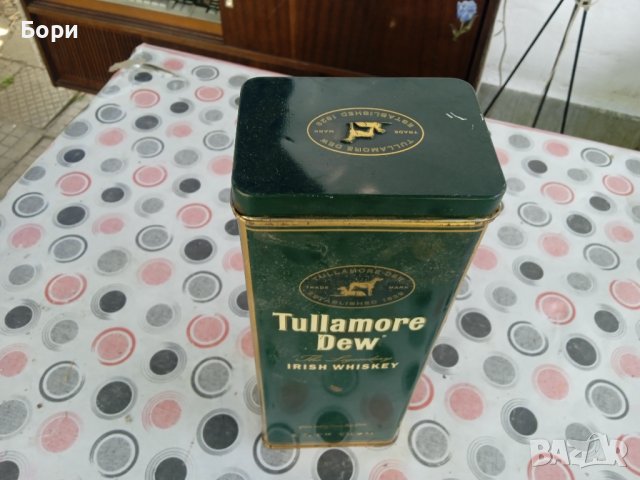 Бори
TULLAMORE DEW
TRADE MARK
ESTABLISHED 1829
TULLAMORE DEW
TRADE MARK
ESTABLISHED 1829
Tullamore
Dew
The Legendary
IRISH WHISKEY
BAZAR